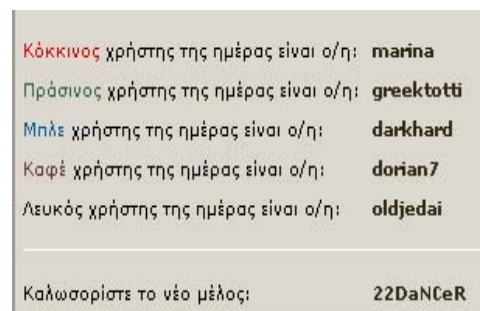 Κόκκινος χρήστης της ημέρας είναι ο/η: marina
Πράσινος χρήστης της ημέρας είναι ο/η: greektotti
Μπλε χρήστης της ημέρας είναι ο/η: darkhard
Καφέ χρήστης της ημέρας είναι ο/η: dorian7
Λευκός χρήστης της ημέρας είναι ο/η: oldjedai
Καλωσορίστε το νέο μέλος: 22DaNCeR